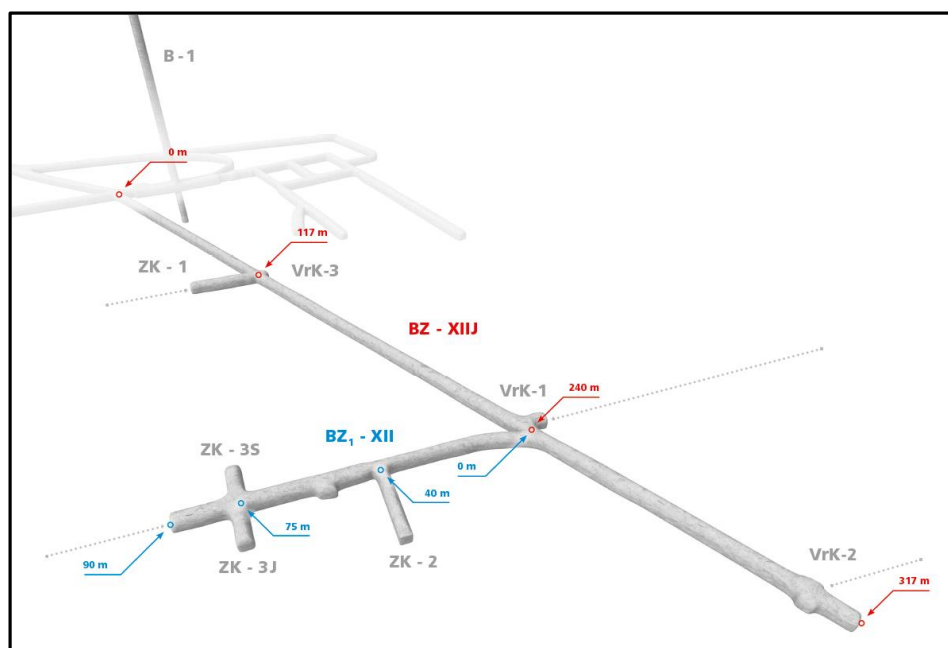 B - 1
0 m
117 m
ZK - 1
VrK-3
BZ - XIIJ
VrK-1
240 m
BZ₁ - XII
ZK - 3S
0 m
40 m
75 m
90 m
ZK - 3J
ZK - 2
VrK-2
317 m